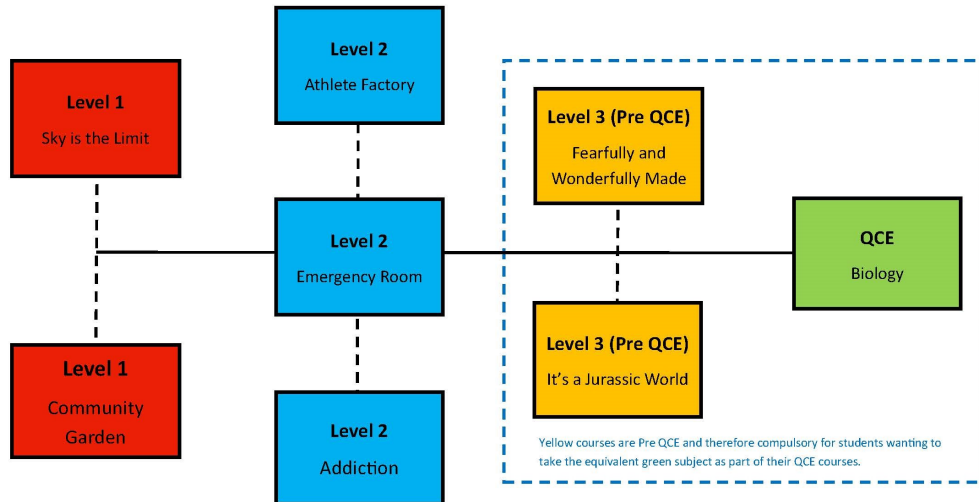 Level 1
Sky is the Limit
Level 1
Community
Garden
Level 2
Athlete Factory
Level 2
Emergency Room
Level 2
Addiction
Level 3 (Pre QCE)
Fearfully and
Wonderfully Made
Level 3 (Pre QCE)
It's a Jurassic World
QCE
Biology
Yellow courses are Pre QCE and therefore compulsory for students wanting to
take the equivalent green subject as part of their QCE courses.